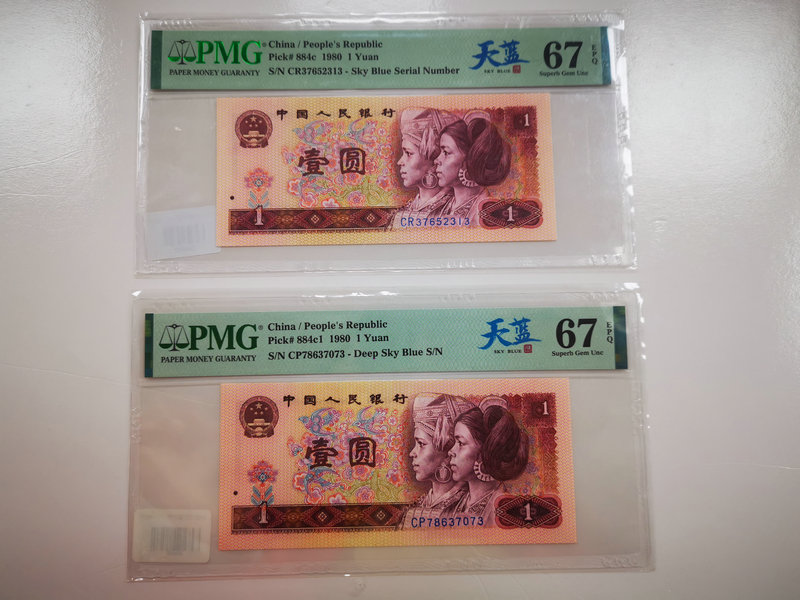 PMG®
PAPER MONEY GUARANTY
China / People's Republic
Pick# 884c 1980 1 Yuan
S/N CR37652313 - Sky Blue Serial Number
天蓝
SKY BLUE
67
EPQ
Superb Gem Unc
中国人民银行
壹圆
1
1
1
CR37652313
PMG®
PAPER MONEY GUARANTY
China / People's Republic
Pick# 884c1 1980 1 Yuan
S/N CP78637073 - Deep Sky Blue S/N
天蓝
SKY BLUE
67
EPQ
Superb Gem Unc
中国人民银行
壹圆
1
1
1
CP78637073